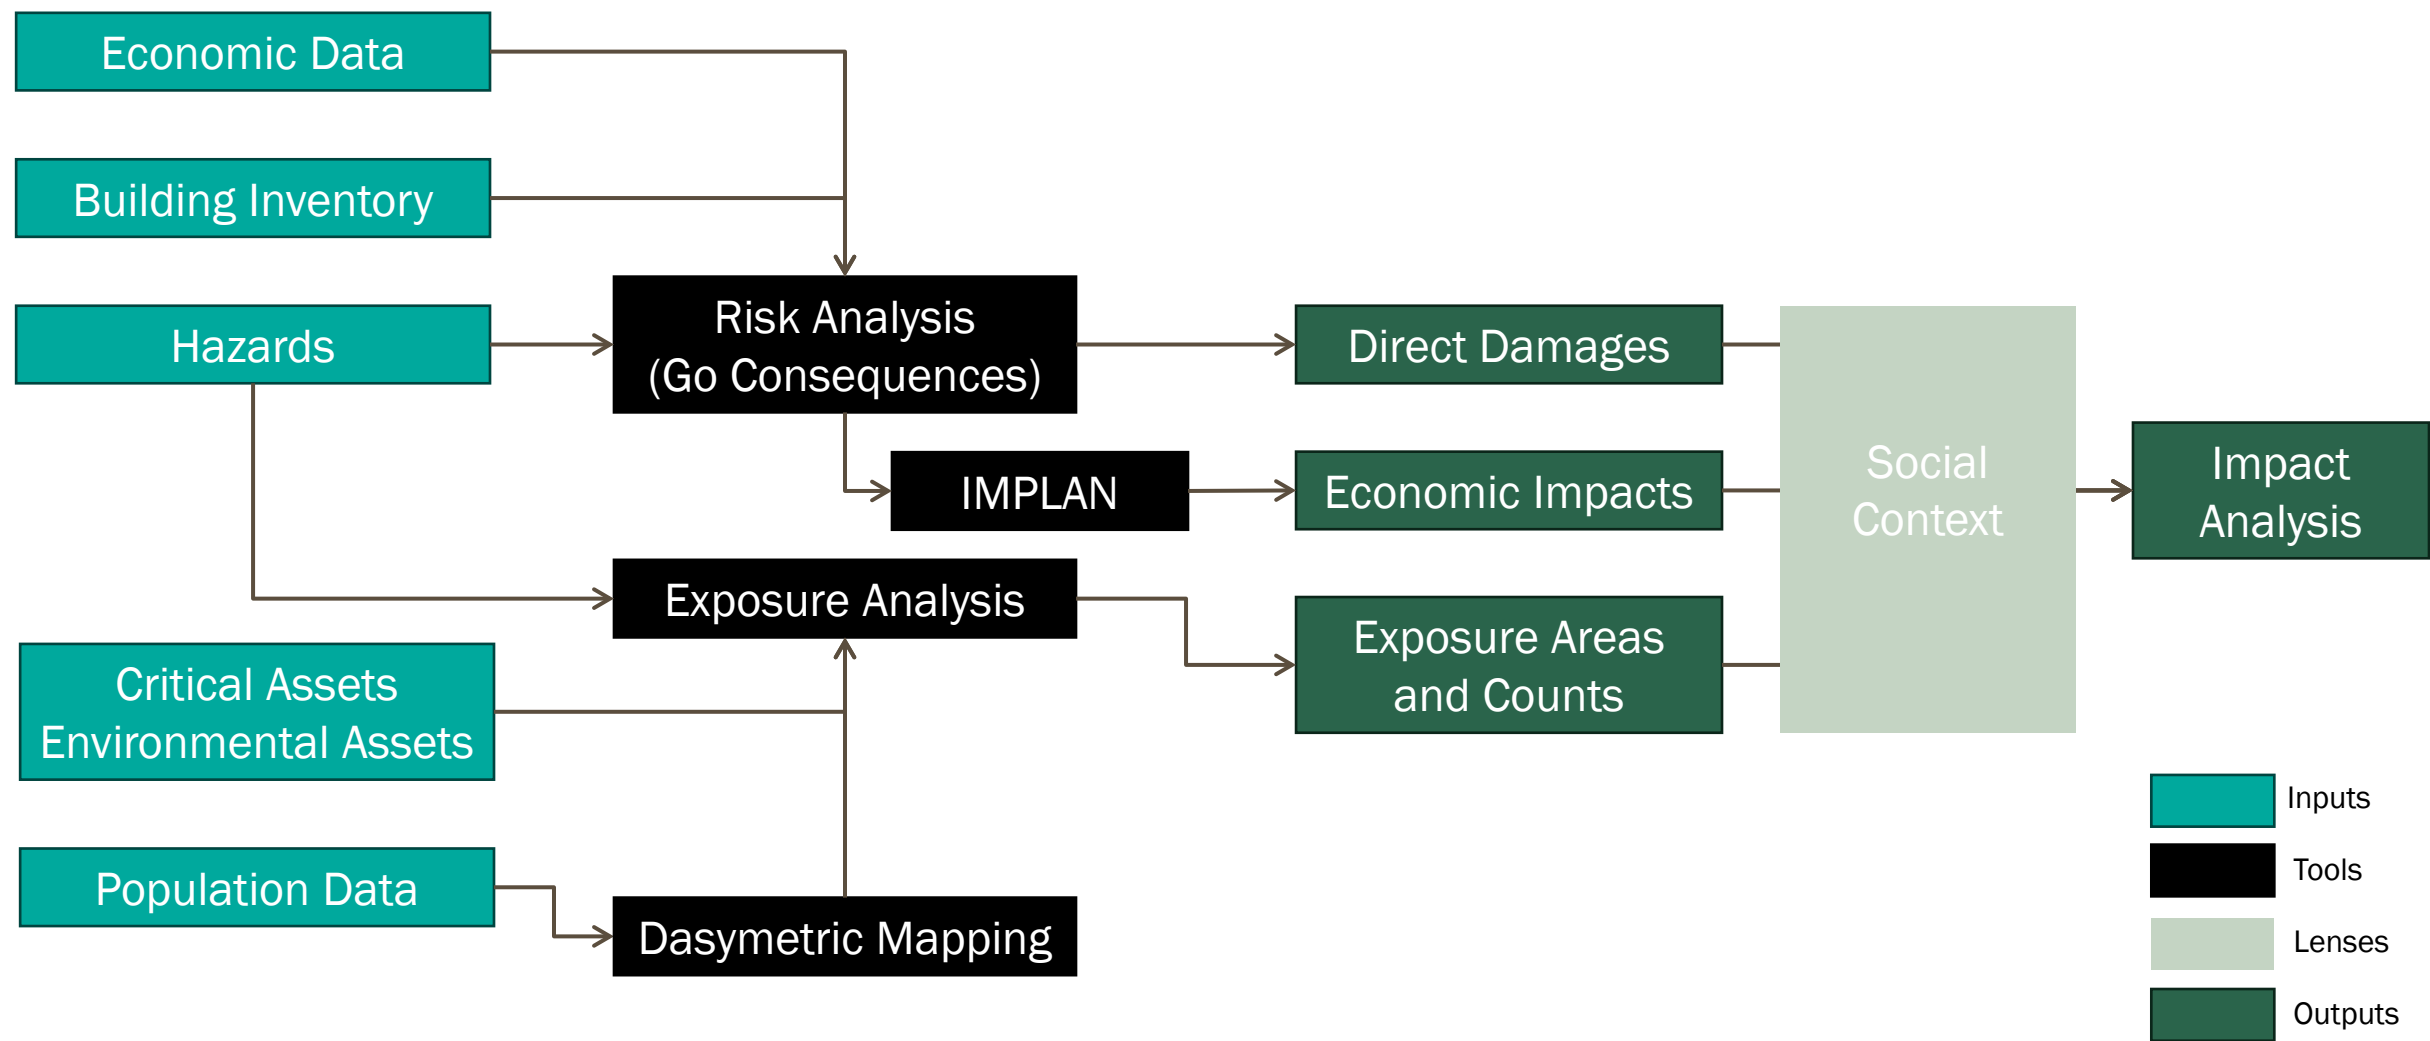 Economic Data
Building Inventory
Hazards
Risk Analysis
(Go Consequences)
Direct Damages
IMPLAN
Economic Impacts
Social
Context
Impact
Analysis
Exposure Analysis
Exposure Areas
and Counts
Critical Assets
Environmental Assets
Population Data
Dasymetric Mapping
Inputs
Tools
Lenses
Outputs